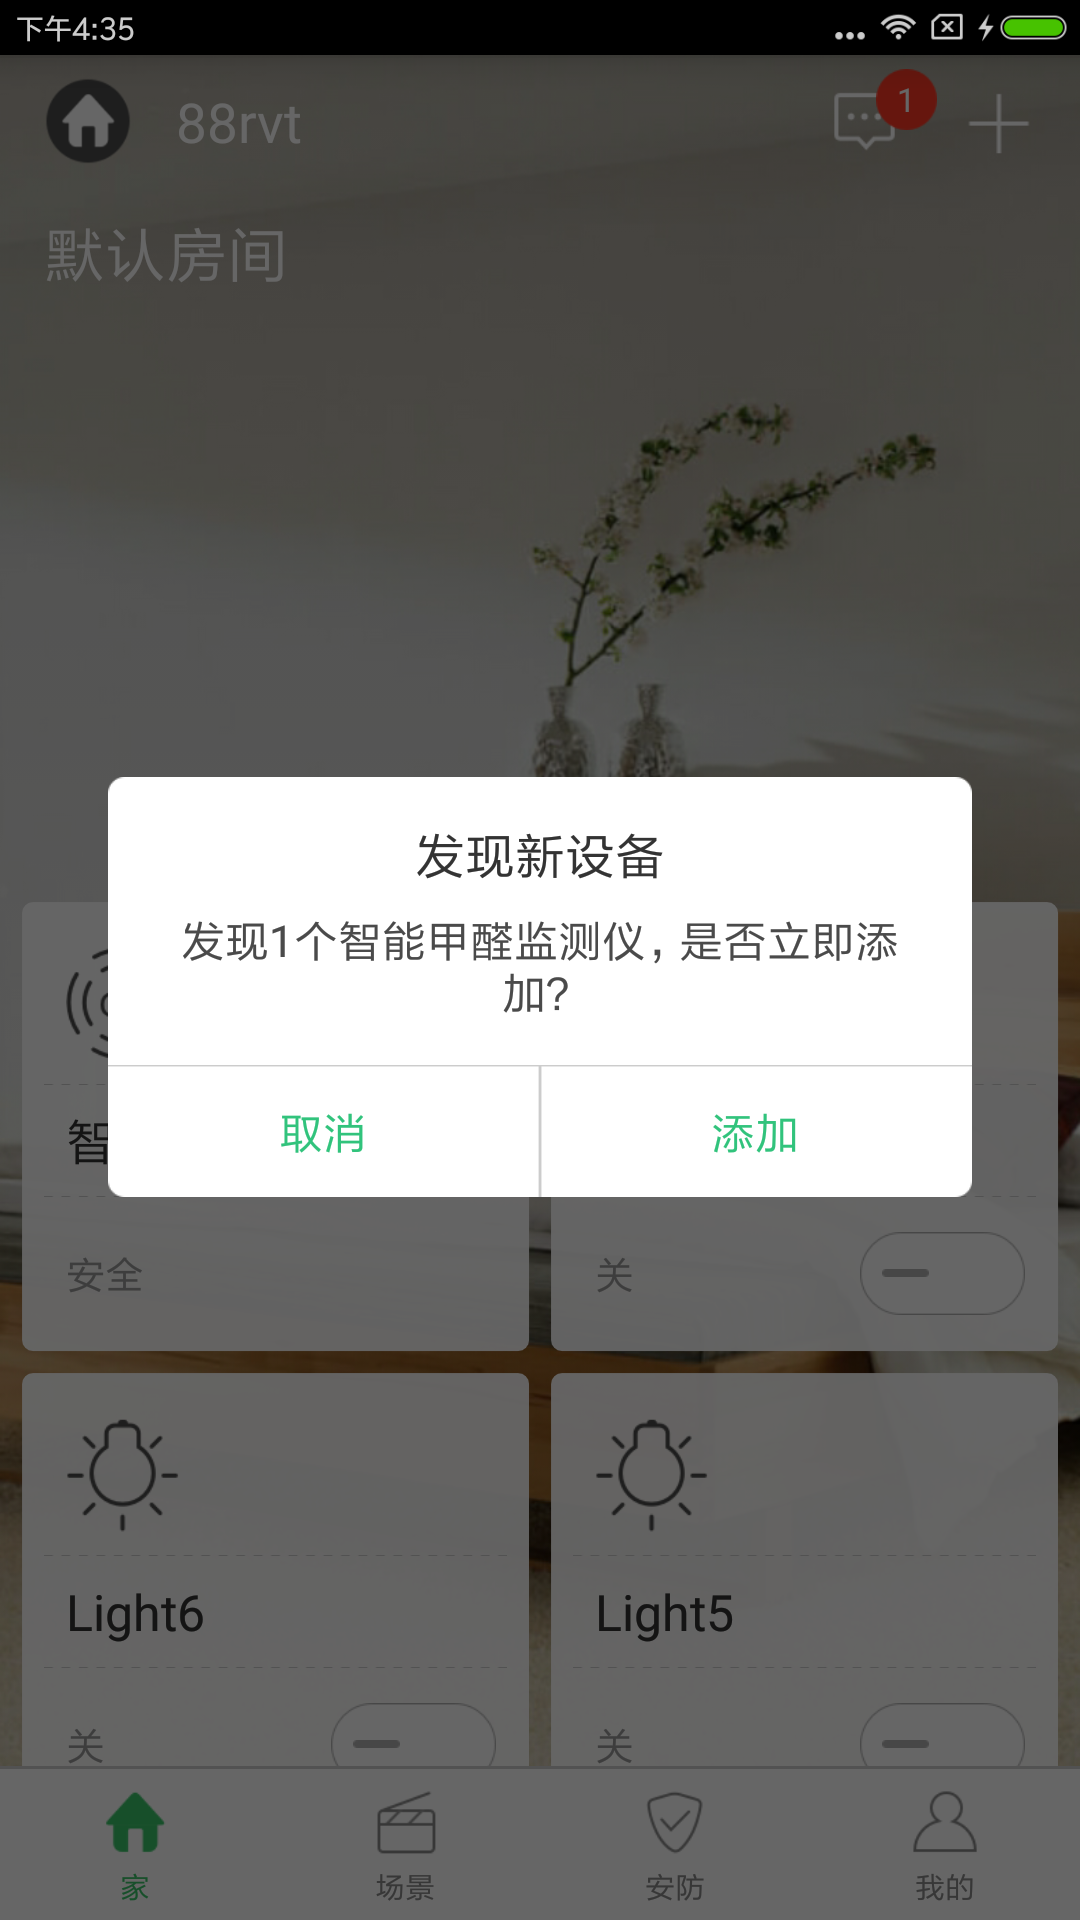 下午4:35
88rvt
1
默认房间
发现新设备
发现1个智能甲醛监测仪，是否立即添
加?
取消
添加
智
安全
关
Light6
Light5
关
关
家
场景
安防
我的